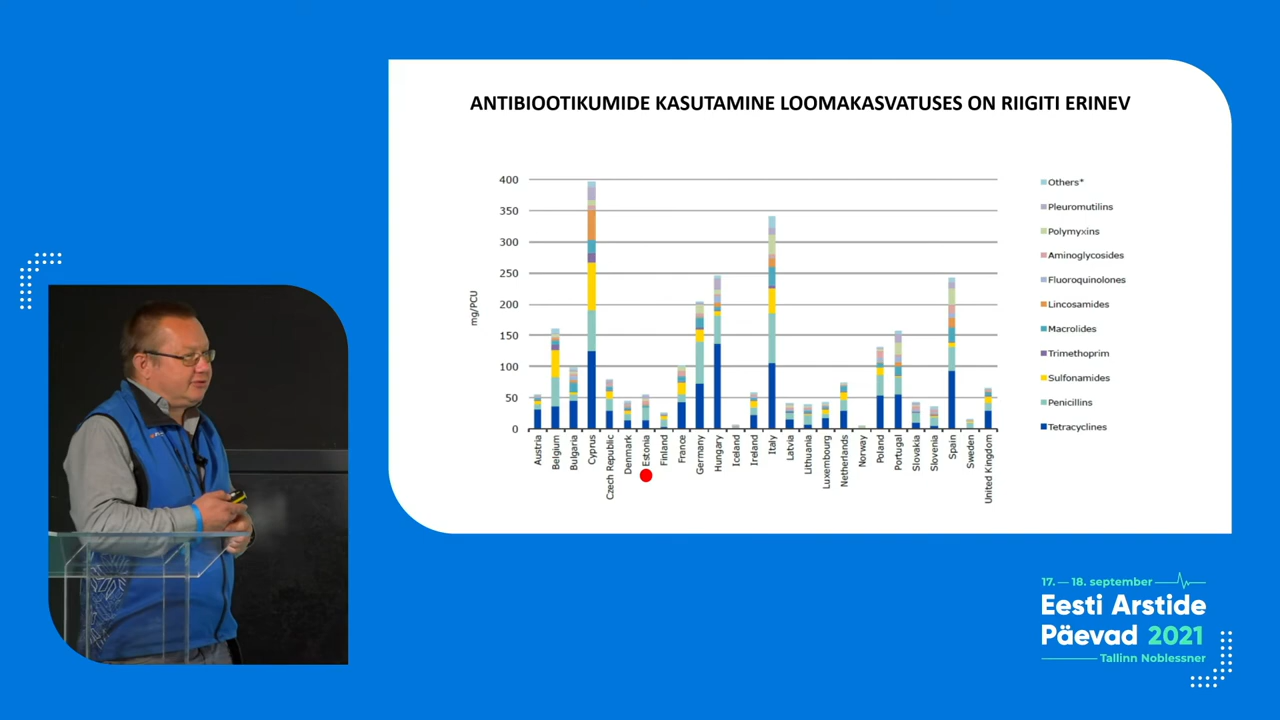 ANTIBIOOTIKUMIDE KASUTAMINE LOOMAKASVATUSES ON RIIGITI ERINEV
mg/PCU
400
350
300
250
200
150
100
50
0
Austria
Belgium
Bulgaria
Cyprus
Czech Republic
Denmark
Estonia
Finland
France
Germany
Hungary
Iceland
Ireland
Italy
Latvia
Lithuania
Luxembourg
Netherlands
Norway
Poland
Portugal
Slovakia
Slovenia
Spain
Sweden
United Kingdom
Others*
Pleuromutilins
Polymyxins
Aminoglycosides
Fluoroquinolones
Lincosamides
Macrolides
Trimethoprim
Sulfonamides
Penicillins
Tetracyclines
17. — 18. september
Eesti Arstide
Päevad 2021
Tallinn Noblessner